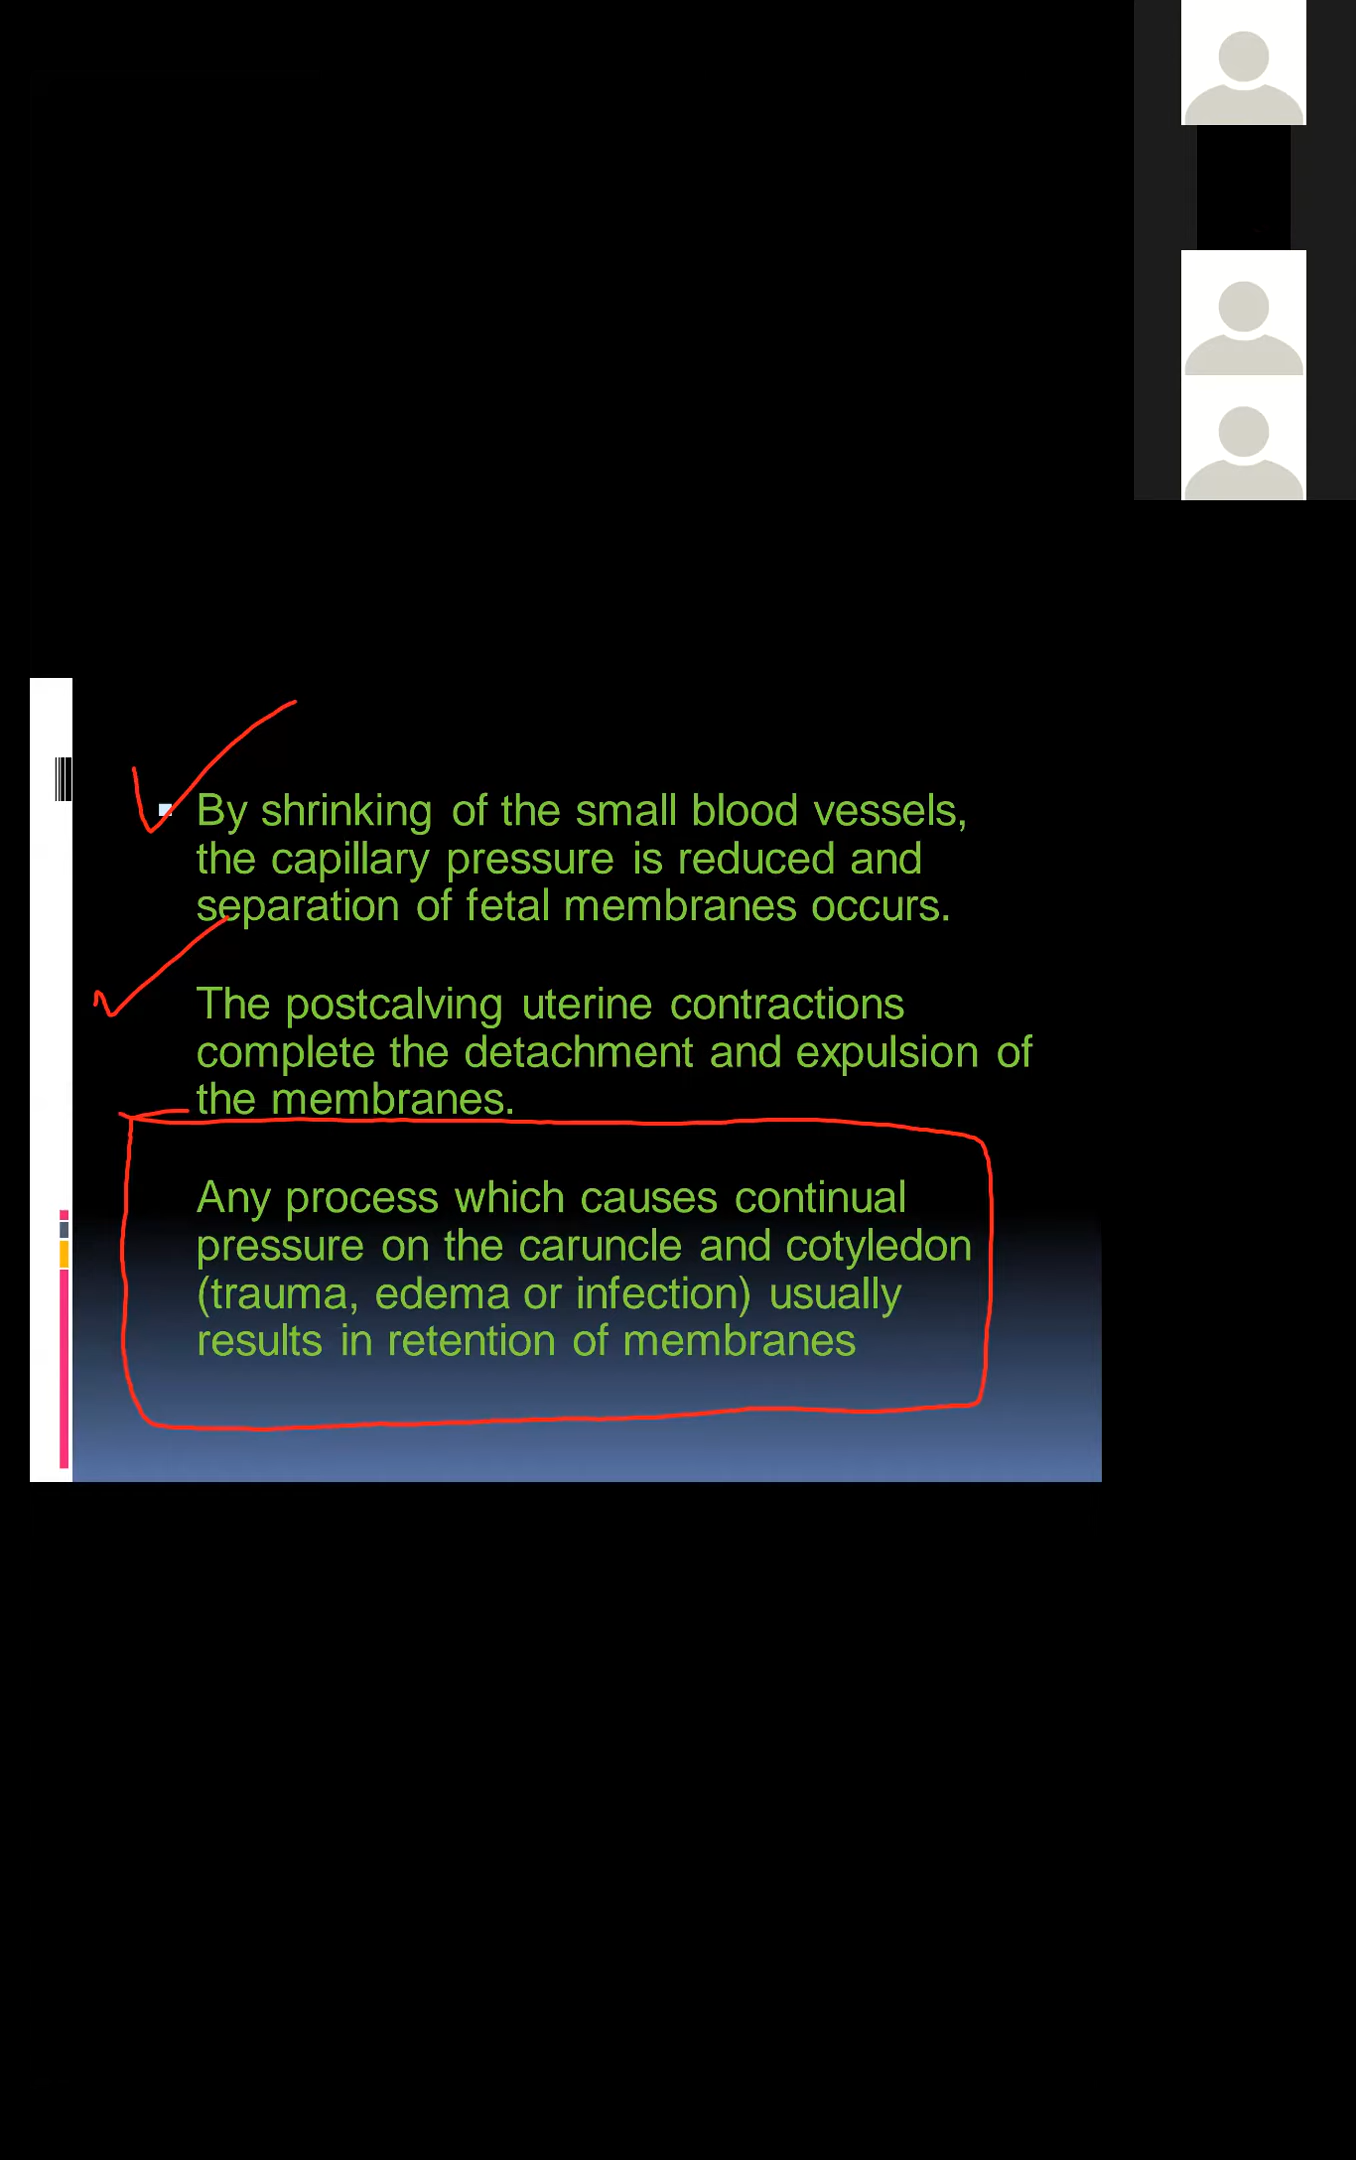 By shrinking of the small blood vessels,
the capillary pressure is reduced and
separation of fetal membranes occurs.
The postcalving uterine contractions
complete the detachment and expulsion of
the membranes.
Any process which causes continual
pressure on the caruncle and cotyledon
(trauma, edema or infection) usually
results in retention of membranes